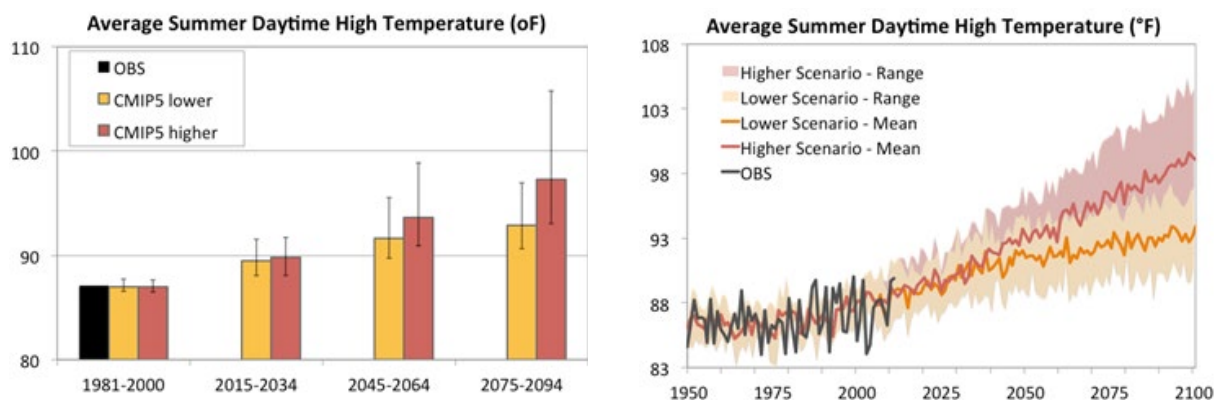 Average Summer Daytime High Temperature (oF)
110
100
90
80
OBS
CMIP5 lower
CMIP5 higher
1981-2000
2015-2034
2045-2064
2075-2094
Average Summer Daytime High Temperature (°F)
108
103
98
93
88
83
Higher Scenario - Range
Lower Scenario - Range
Lower Scenario - Mean
Higher Scenario - Mean
OBS
1950
1975
2000
2025
2050
2075
2100